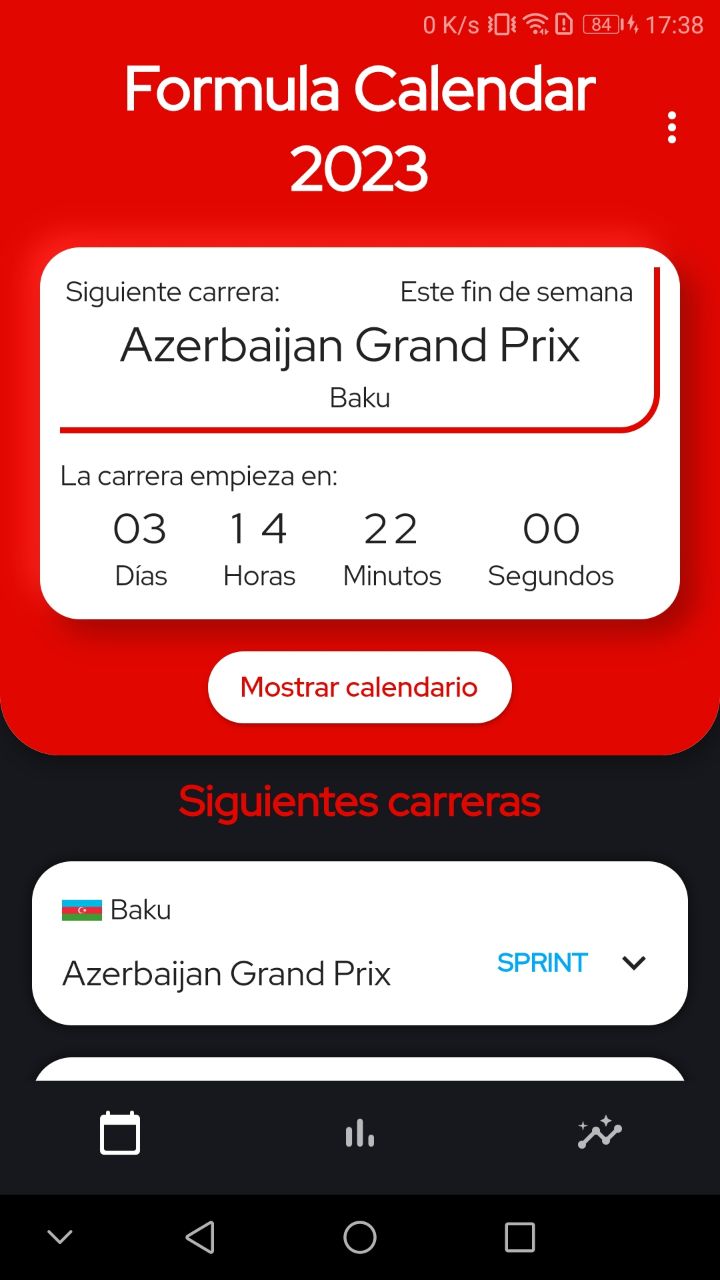 0 K/s 84 17:38
Formula Calendar
2023
Siguiente carrera: Este fin de semana
Azerbaijan Grand Prix
Baku
La carrera empieza en:
03 14 22 00
Días Horas Minutos Segundos
Mostrar calendario
Siguientes carreras
Baku
Azerbaijan Grand Prix SPRINT